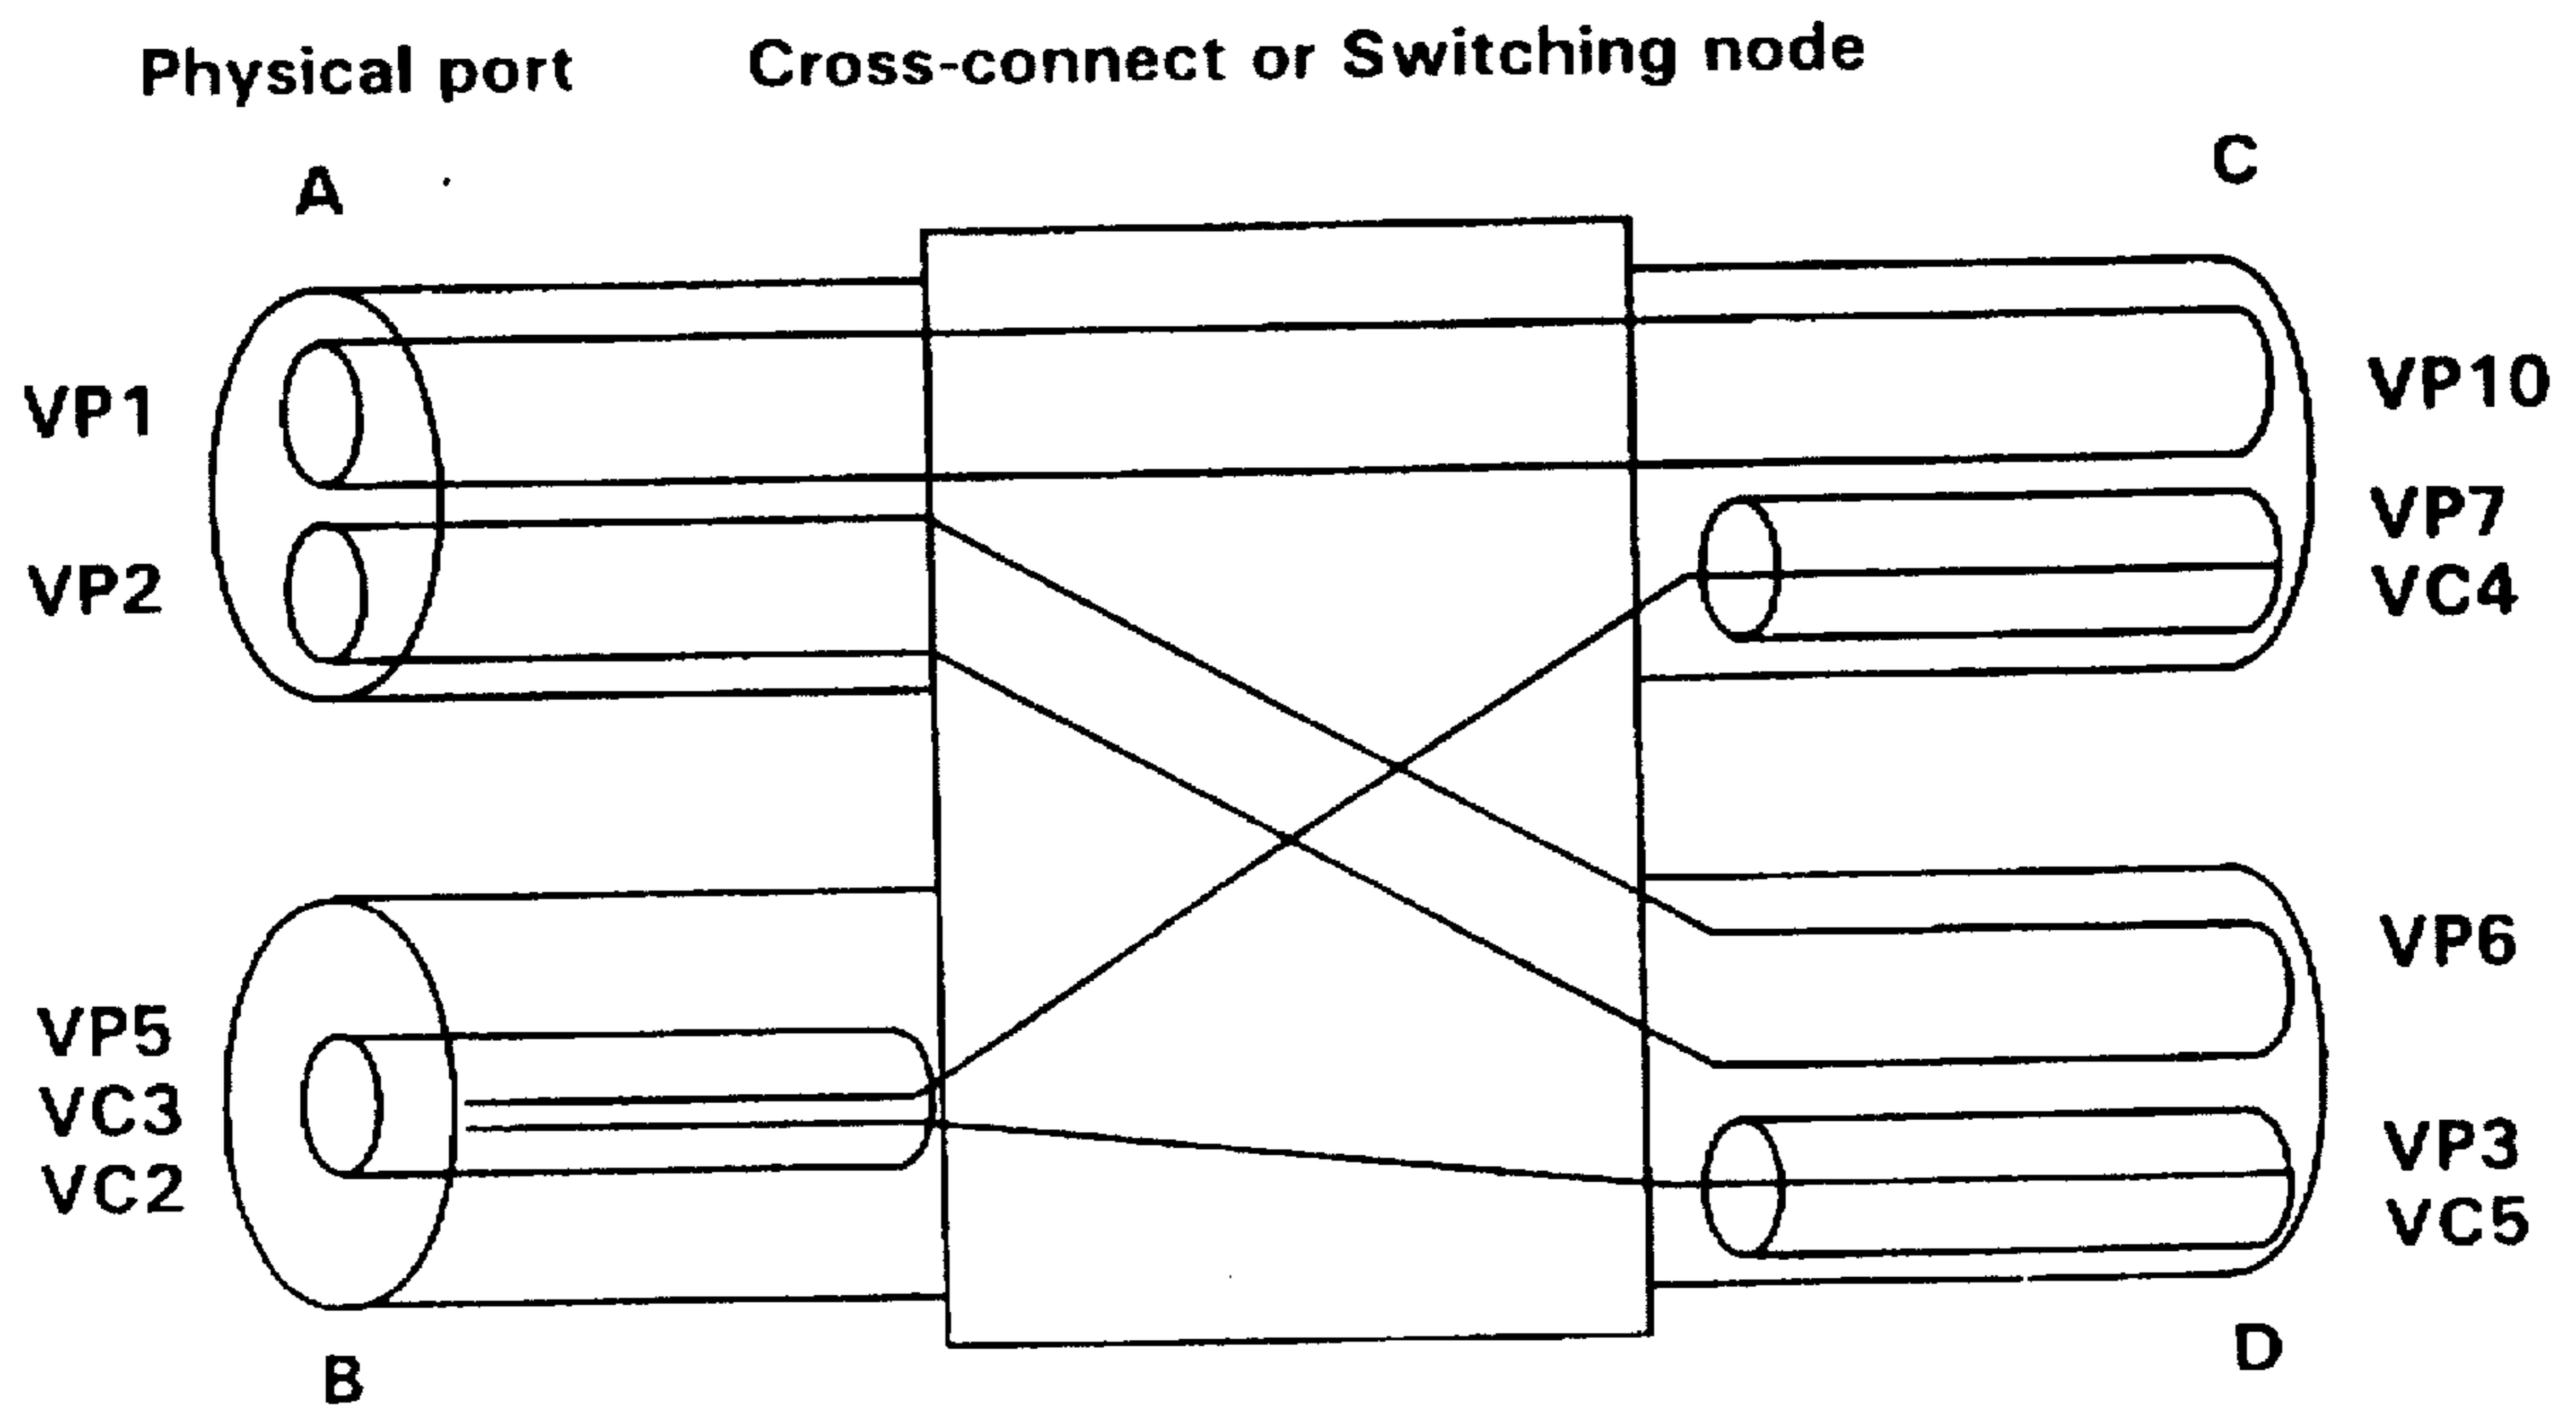 Physical port
Cross-connect or Switching node
A
C
VP1
VP10
VP2
VP7
VC4
VP5
VC3
VC2
VP6
VP3
VC5
B
D